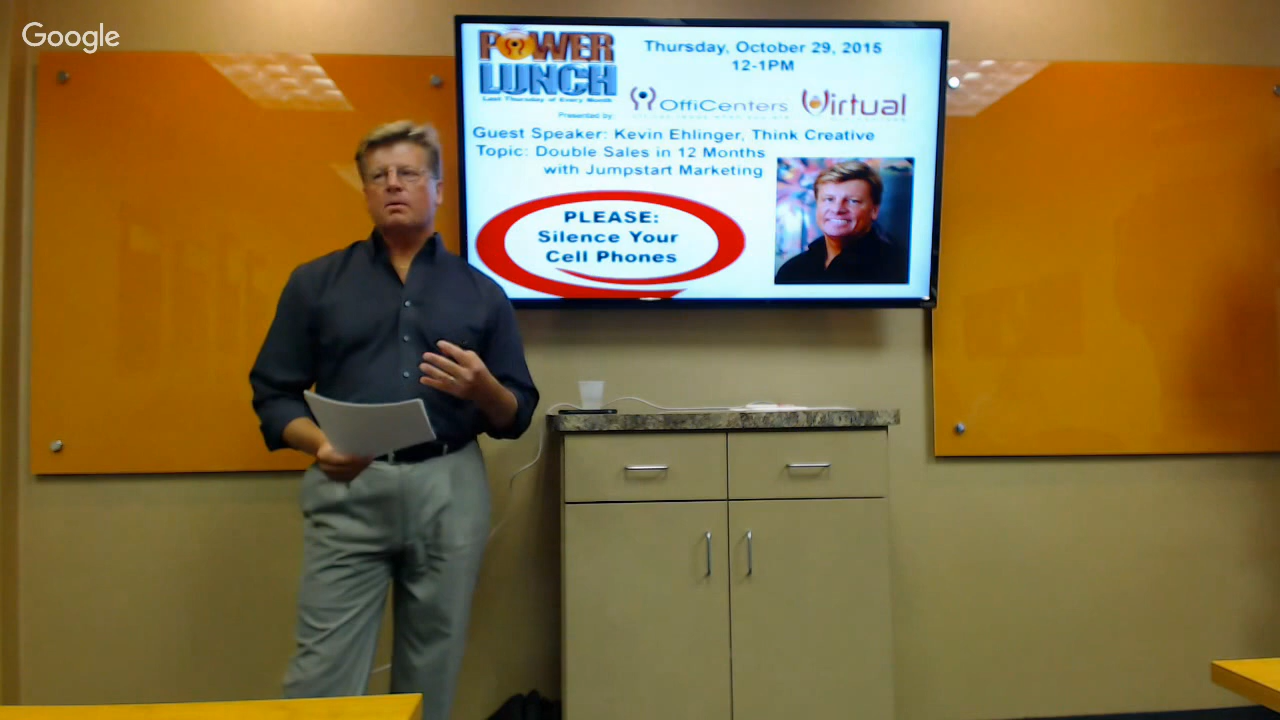 Google
POWER
LUNCH
Last Thursday of Every Month
Thursday, October 29, 2015
12-1PM
Presented by:
OffiCenters
Virtual
Guest Speaker: Kevin Ehlinger, Think Creative
Topic: Double Sales in 12 Months
with Jumpstart Marketing
PLEASE:
Silence Your
Cell Phones